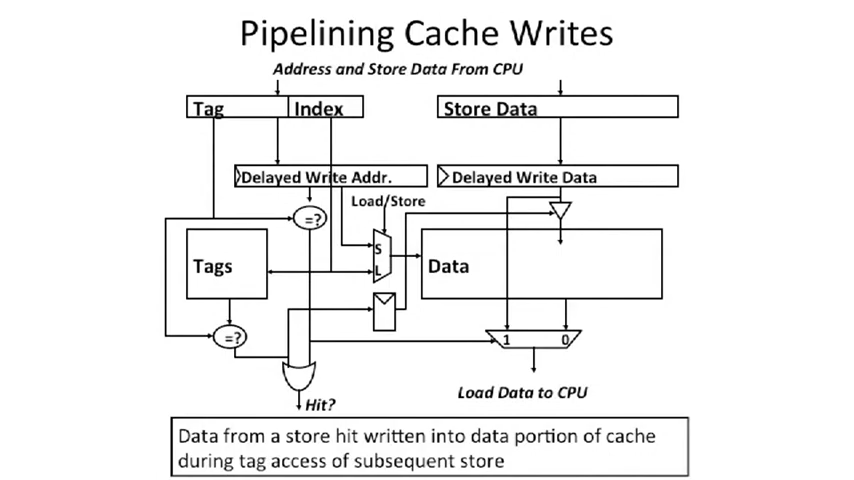 Pipelining Cache Writes
Address and Store Data From CPU
Tag
Index
Store Data
Delayed Write Addr.
Delayed Write Data
Load/Store
=?
S
L
Tags
Data
=?
1
0
Load Data to CPU
Hit?
Data from a store hit written into data portion of cache
during tag access of subsequent store